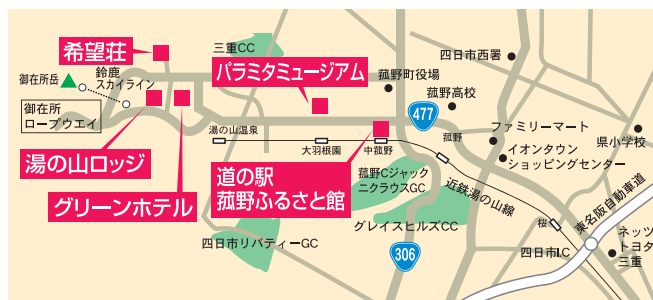 希望荘
三重CC
四日市西署
御在所岳
鈴鹿
スカイライン
パラミタミュージアム
菰野町役場
菰野高校
御在所
ロープウエイ
477
湯の山ロッジ
湯の山温泉
大羽根園
中菰野
菰野
ファミリーマート
県小学校
イオンタウン
ショッピングセンター
グリーンホテル
道の駅
菰野ふるさと館
菰野Cジャック
ニクラウスGC
近鉄湯の山線
東名阪自動車道
四日市リバティーGC
グレイスヒルズCC
桜
306
四日市I.C
ネッツ
トヨタ
三重